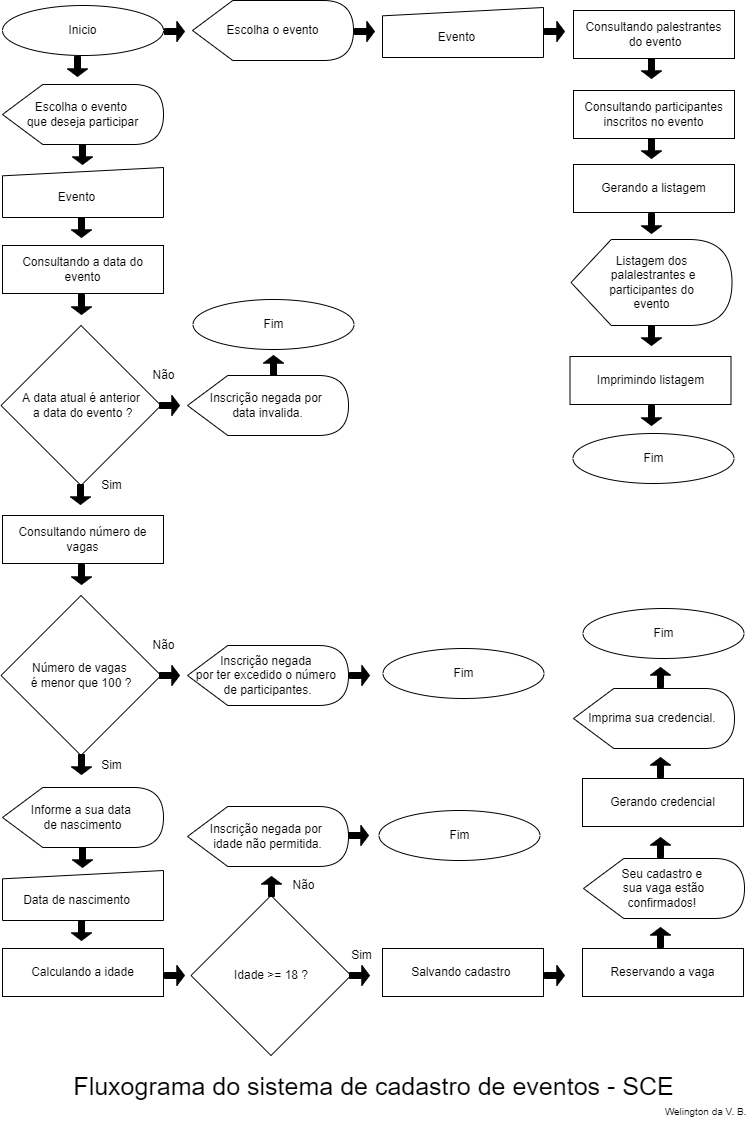 Inicio
Escolha o evento
Evento
Consultando palestrantes
do evento
Consultando participantes
inscritos no evento
Gerando a listagem
Listagem dos
palalestrantes e
participantes do
evento
Imprimindo listagem
Fim
Escolha o evento
que deseja participar
Evento
Consultando a data do
evento
A data atual é anterior
a data do evento ?
Não
Inscrição negada por
data invalida.
Fim
Sim
Consultando número de
vagas
Número de vagas
é menor que 100 ?
Não
Inscrição negada
por ter excedido o número
de participantes.
Fim
Sim
Informe a sua data
de nascimento
Data de nascimento
Calculando a idade
Idade >= 18 ?
Não
Inscrição negada por
idade não permitida.
Fim
Sim
Salvando cadastro
Reservando a vaga
Seu cadastro e
sua vaga estão
confirmados!
Gerando credencial
Imprima sua credencial.
Fim
Fluxograma do sistema de cadastro de eventos - SCE
Welington da V. B.